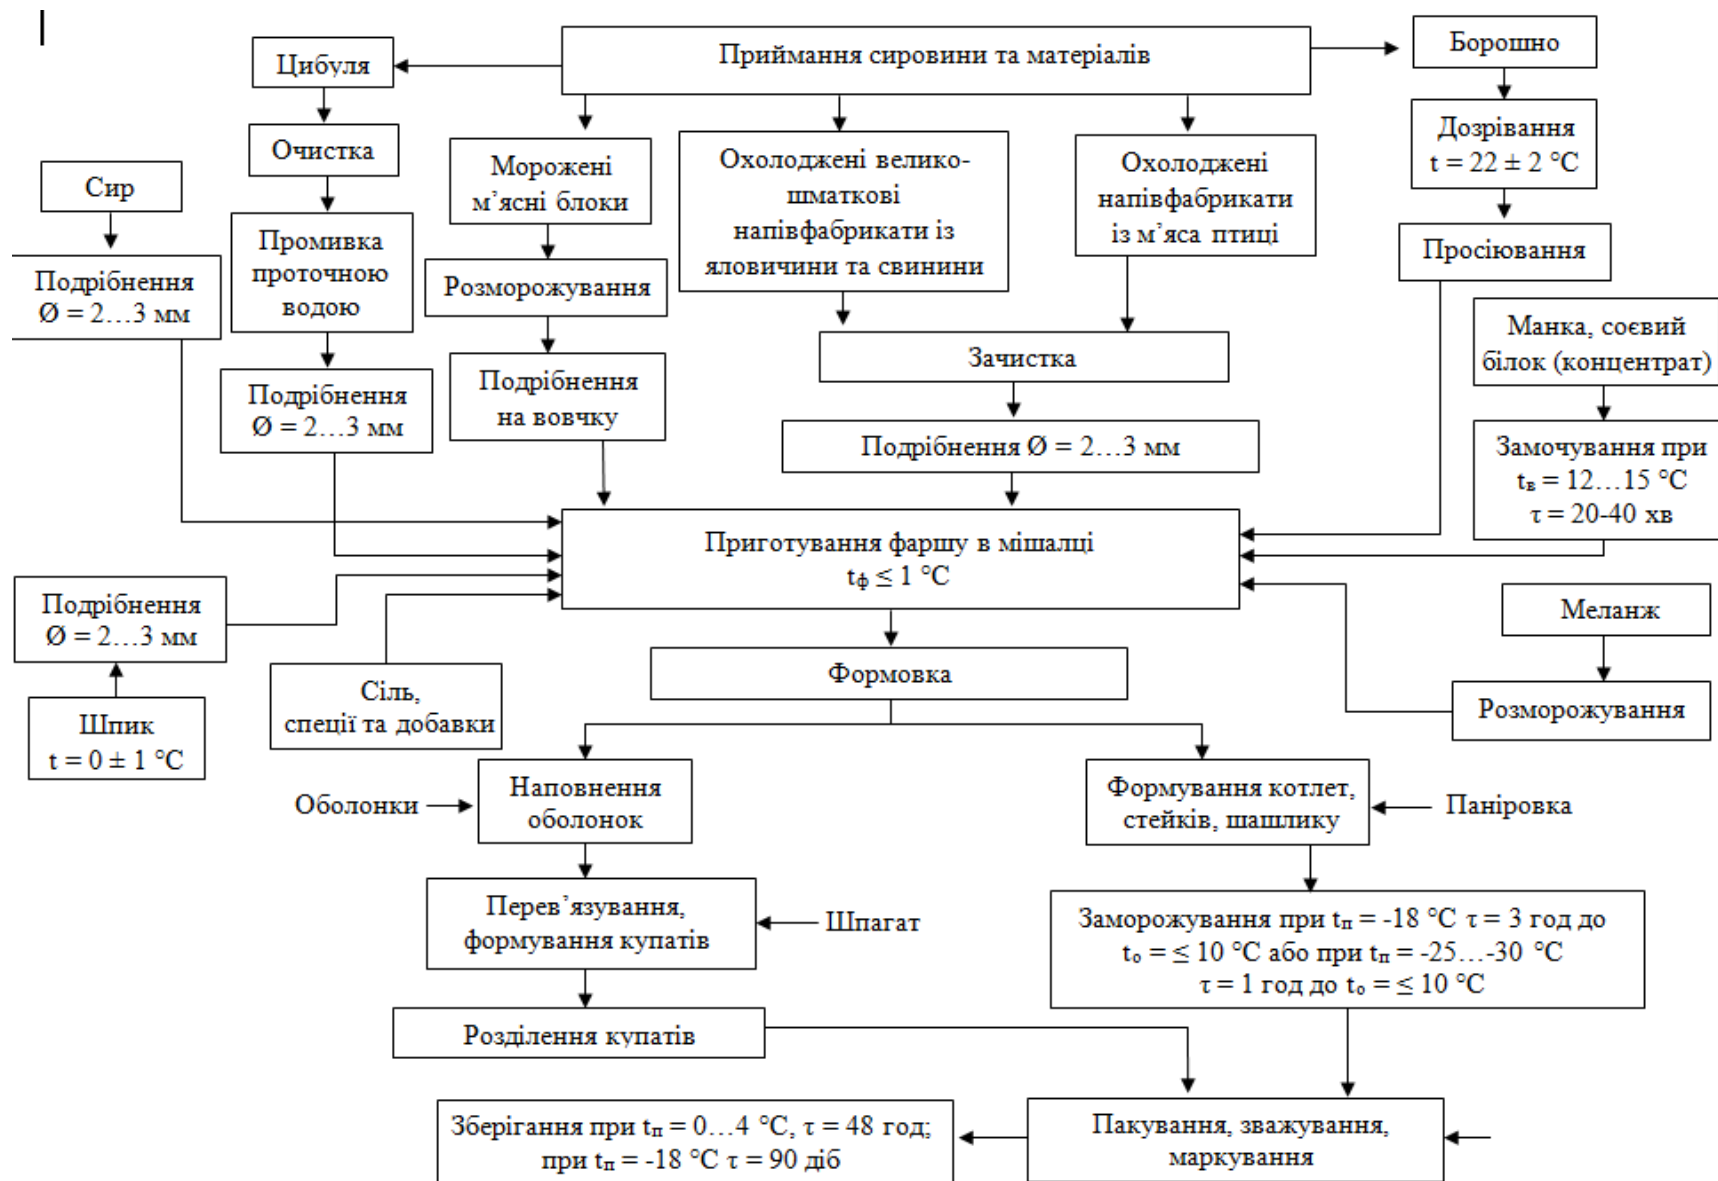 Приймання сировини та матеріалів
Цибуля
Борошно
Очистка
Морожені
м’ясні блоки
Охолоджені велико-
шматкові
напівфабрикати із
яловичини та свинини
Охолоджені
напівфабрикати
із м’яса птиці
Дозрівання
t = 22 ± 2 °C
Сир
Промивка
проточною
водою
Просіювання
Подрібнення
Ø = 2…3 мм
Розморожування
Манка, соєвий
білок (концентрат)
Зачистка
Подрібнення
Ø = 2…3 мм
Подрібнення
на вовчку
Подрібнення Ø = 2…3 мм
Замочування при
tв = 12…15 °C
τ = 20-40 хв
Приготування фаршу в мішалці
tф ≤ 1 °C
Подрібнення
Ø = 2…3 мм
Меланж
Формовка
Сіль,
спеції та добавки
Шпик
t = 0 ± 1 °C
Розморожування
Оболонки
Наповнення
оболонок
Формування котлет,
стейків, шашлику
Паніровка
Перев’язування,
формування купатів
Шпагат
Заморожування при tп = -18 °C τ = 3 год до
tо = ≤ 10 °C або при tп = -25…-30 °C
τ = 1 год до tо = ≤ 10 °C
Розділення купатів
Зберігання при tп = 0…4 °C, τ = 48 год;
при tп = -18 °C τ = 90 діб
Пакування, зважування,
маркування